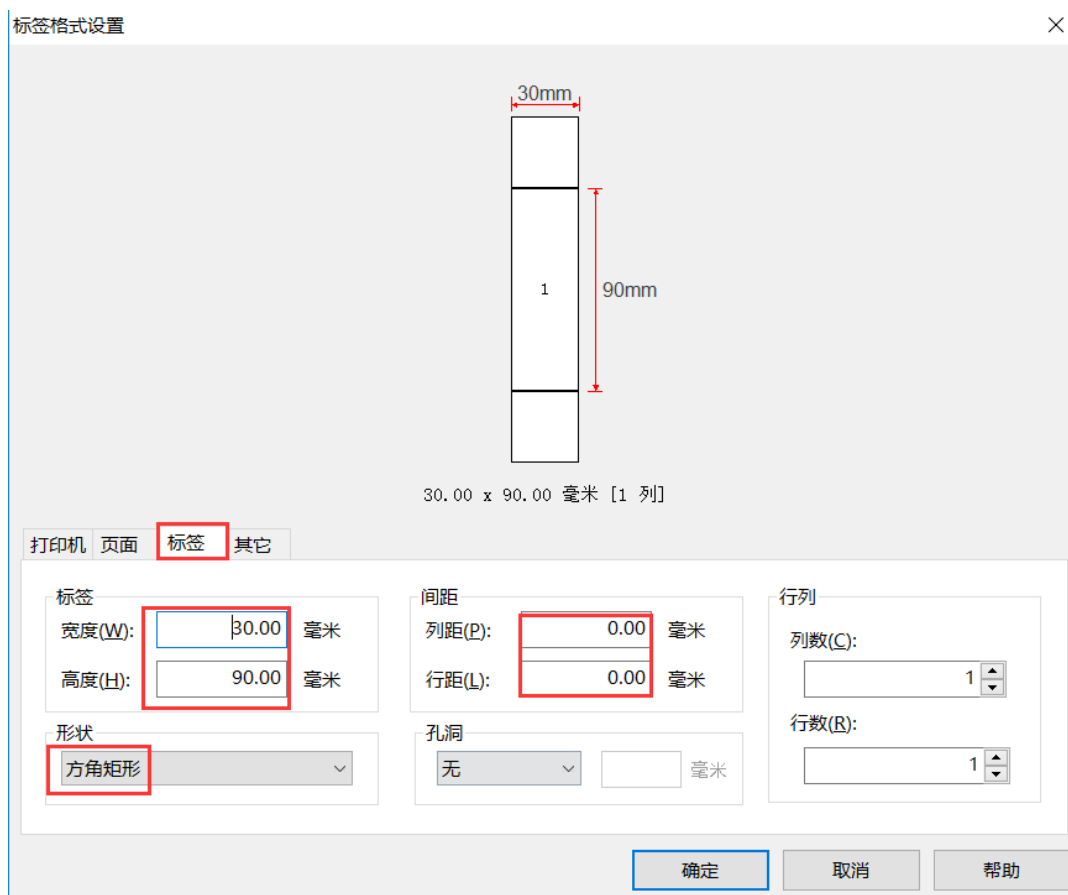 标签格式设置
30mm
1
90mm
30.00 x 90.00 毫米 [1 列]
打印机 页面 标签 其它
标签
宽度(W): 30.00 毫米
高度(H): 90.00 毫米
间距
列距(P): 0.00 毫米
行距(L): 0.00 毫米
行列
列数(C):
1
行数(R):
1
形状
方角矩形
孔洞
无 毫米
确定 取消 帮助